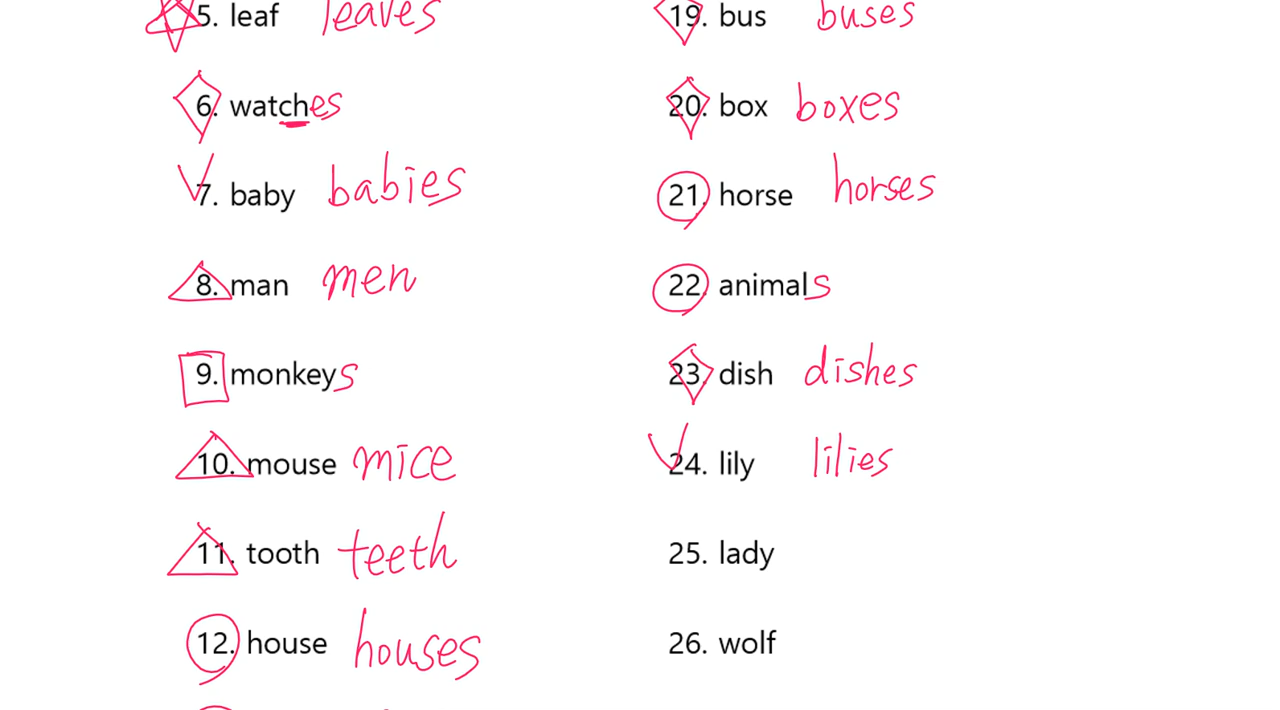 5. leaf leaves
6. watches
7. baby babies
8. man men
9. monkeys
10. mouse mice
11. tooth teeth
12. house houses
19. bus buses
20. box boxes
21. horse horses
22. animals
23. dish dishes
24. lily lilies
25. lady
26. wolf